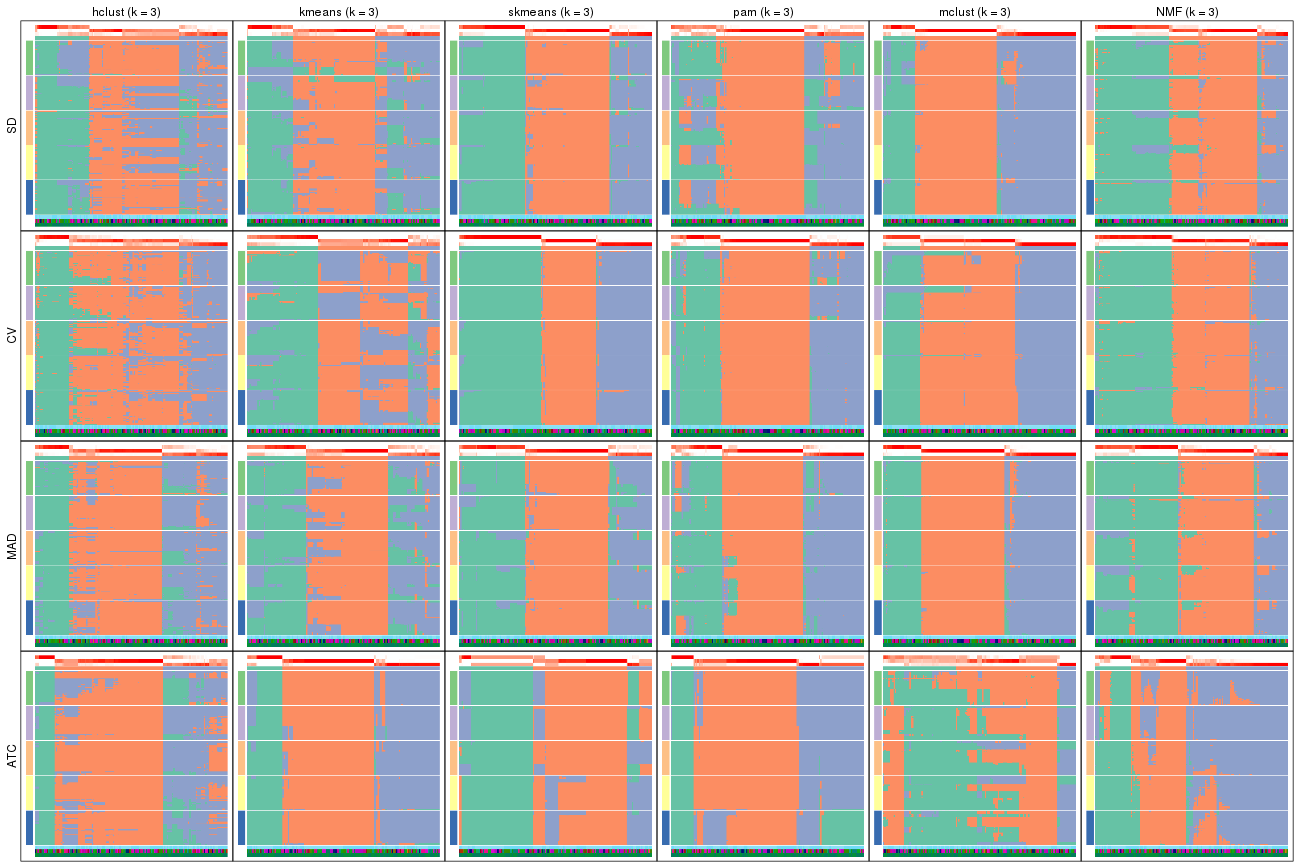 hclust (k = 3) kmeans (k = 3) skmeans (k = 3) pam (k = 3) mclust (k = 3) NMF (k = 3)
SD
CV
MAD
ATC